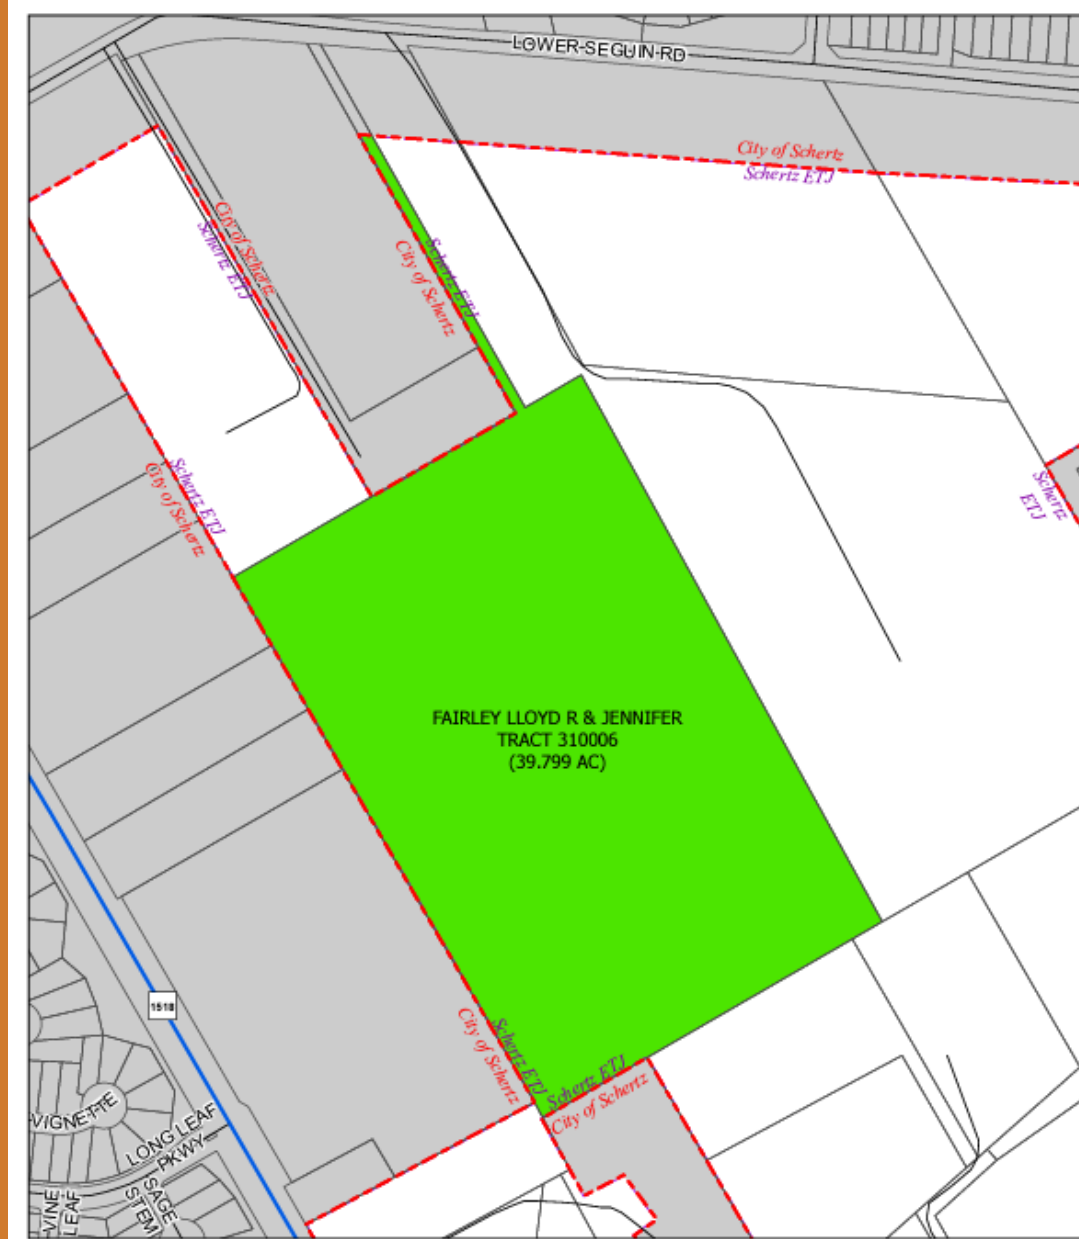 LOWER-SEGUIN-RD
City of Schertz
Schertz ETJ
City of Schertz
Schertz ETJ
Schertz ETJ
City of Schertz
Schertz ETJ
City of Schertz
Schertz
ETJ
FAIRLEY LLOYD R & JENNIFER
TRACT 310006
(39.799 AC)
1518
Schertz ETJ
City of Schertz
Schertz ETJ
City of Schertz
VIGNETTE
LONG LEAF
PKWY
SAGE
STEM
VINE
LEAF